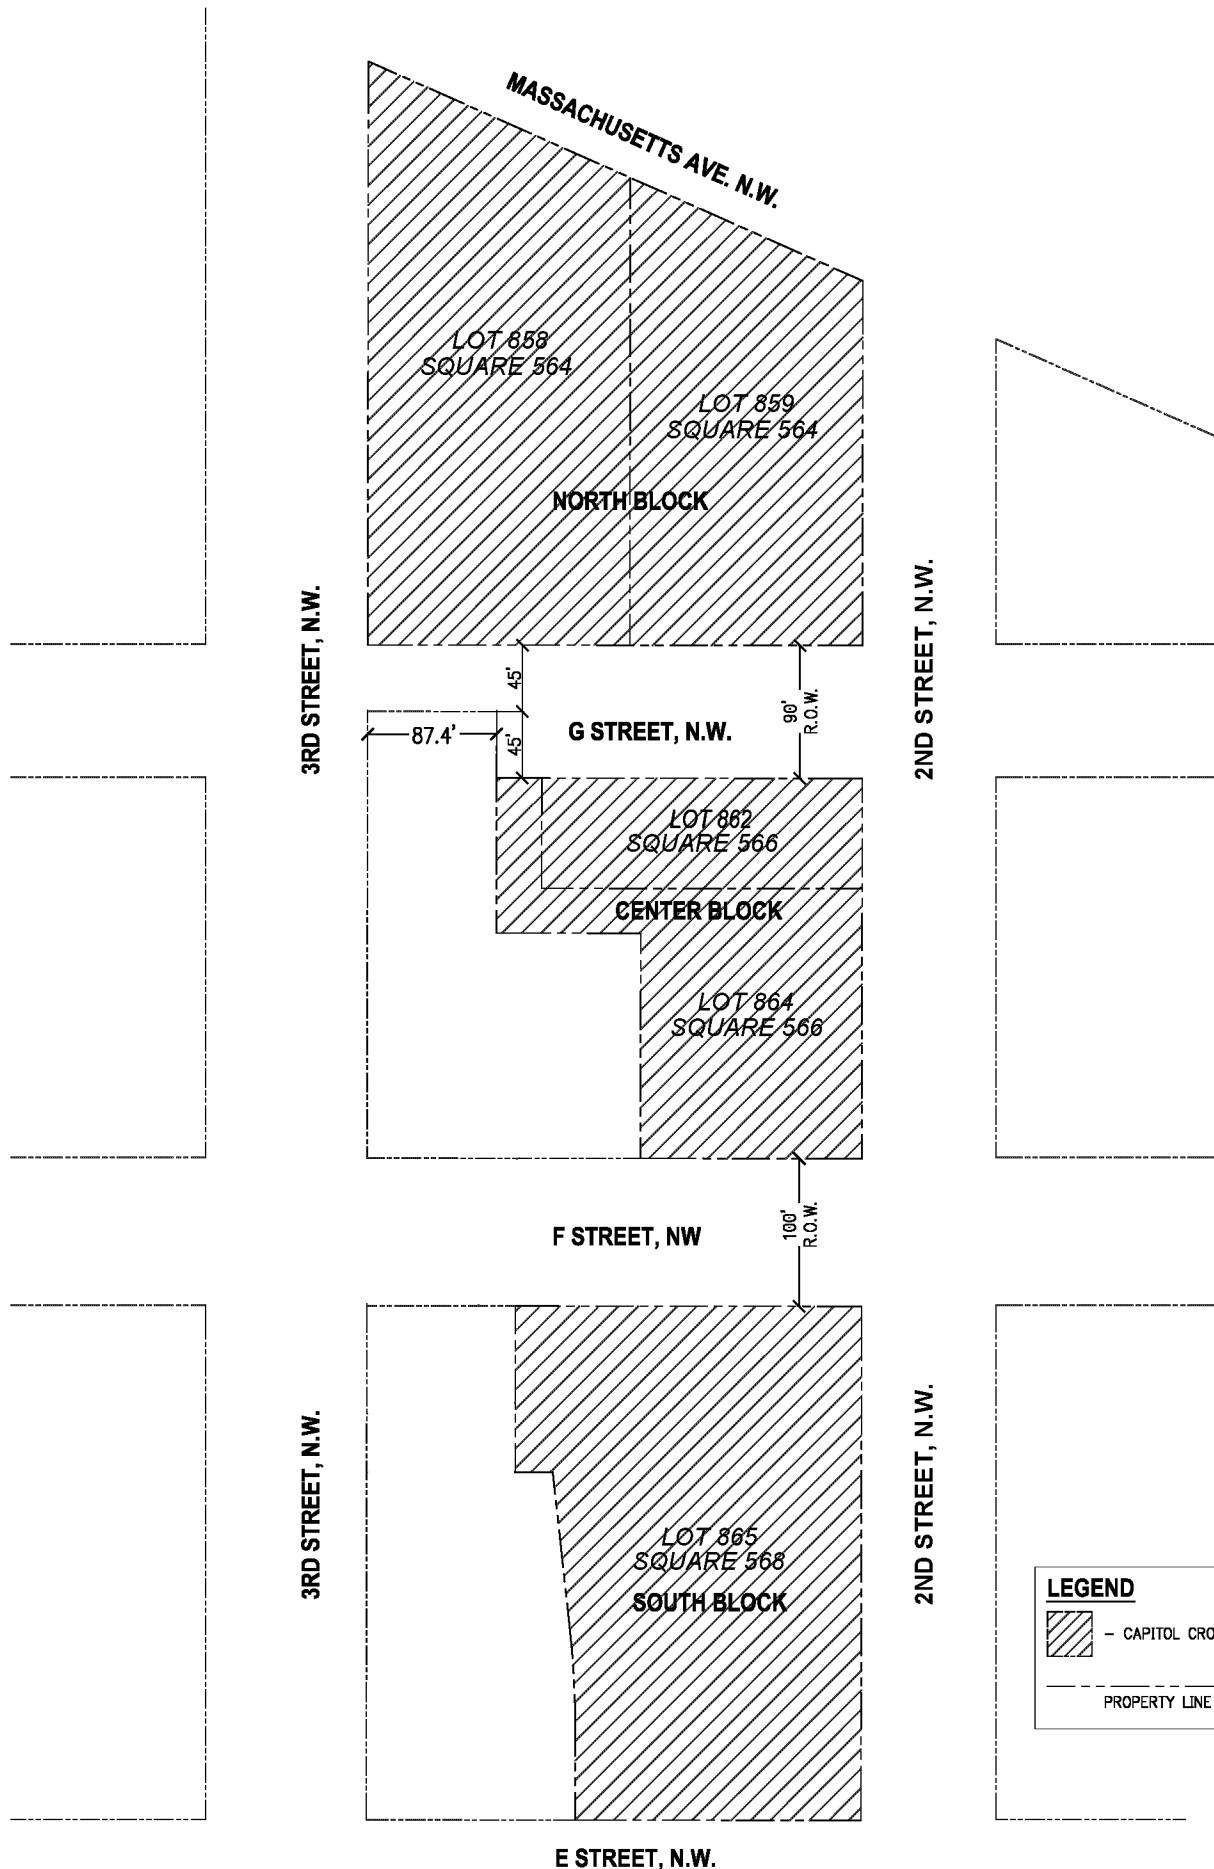 MASSACHUSETTS AVE. N.W.
LOT 858
SQUARE 564
LOT 859
SQUARE 564
NORTH BLOCK
3RD STREET, N.W.
2ND STREET, N.W.
45'
90'
R.O.W.
87.4'
45'
G STREET, N.W.
LOT 862
SQUARE 566
CENTER BLOCK
LOT 864
SQUARE 566
100'
R.O.W.
F STREET, NW
3RD STREET, N.W.
2ND STREET, N.W.
LOT 865
SQUARE 568
SOUTH BLOCK
LEGEND
- CAPITOL CRO
PROPERTY LINE
E STREET, N.W.